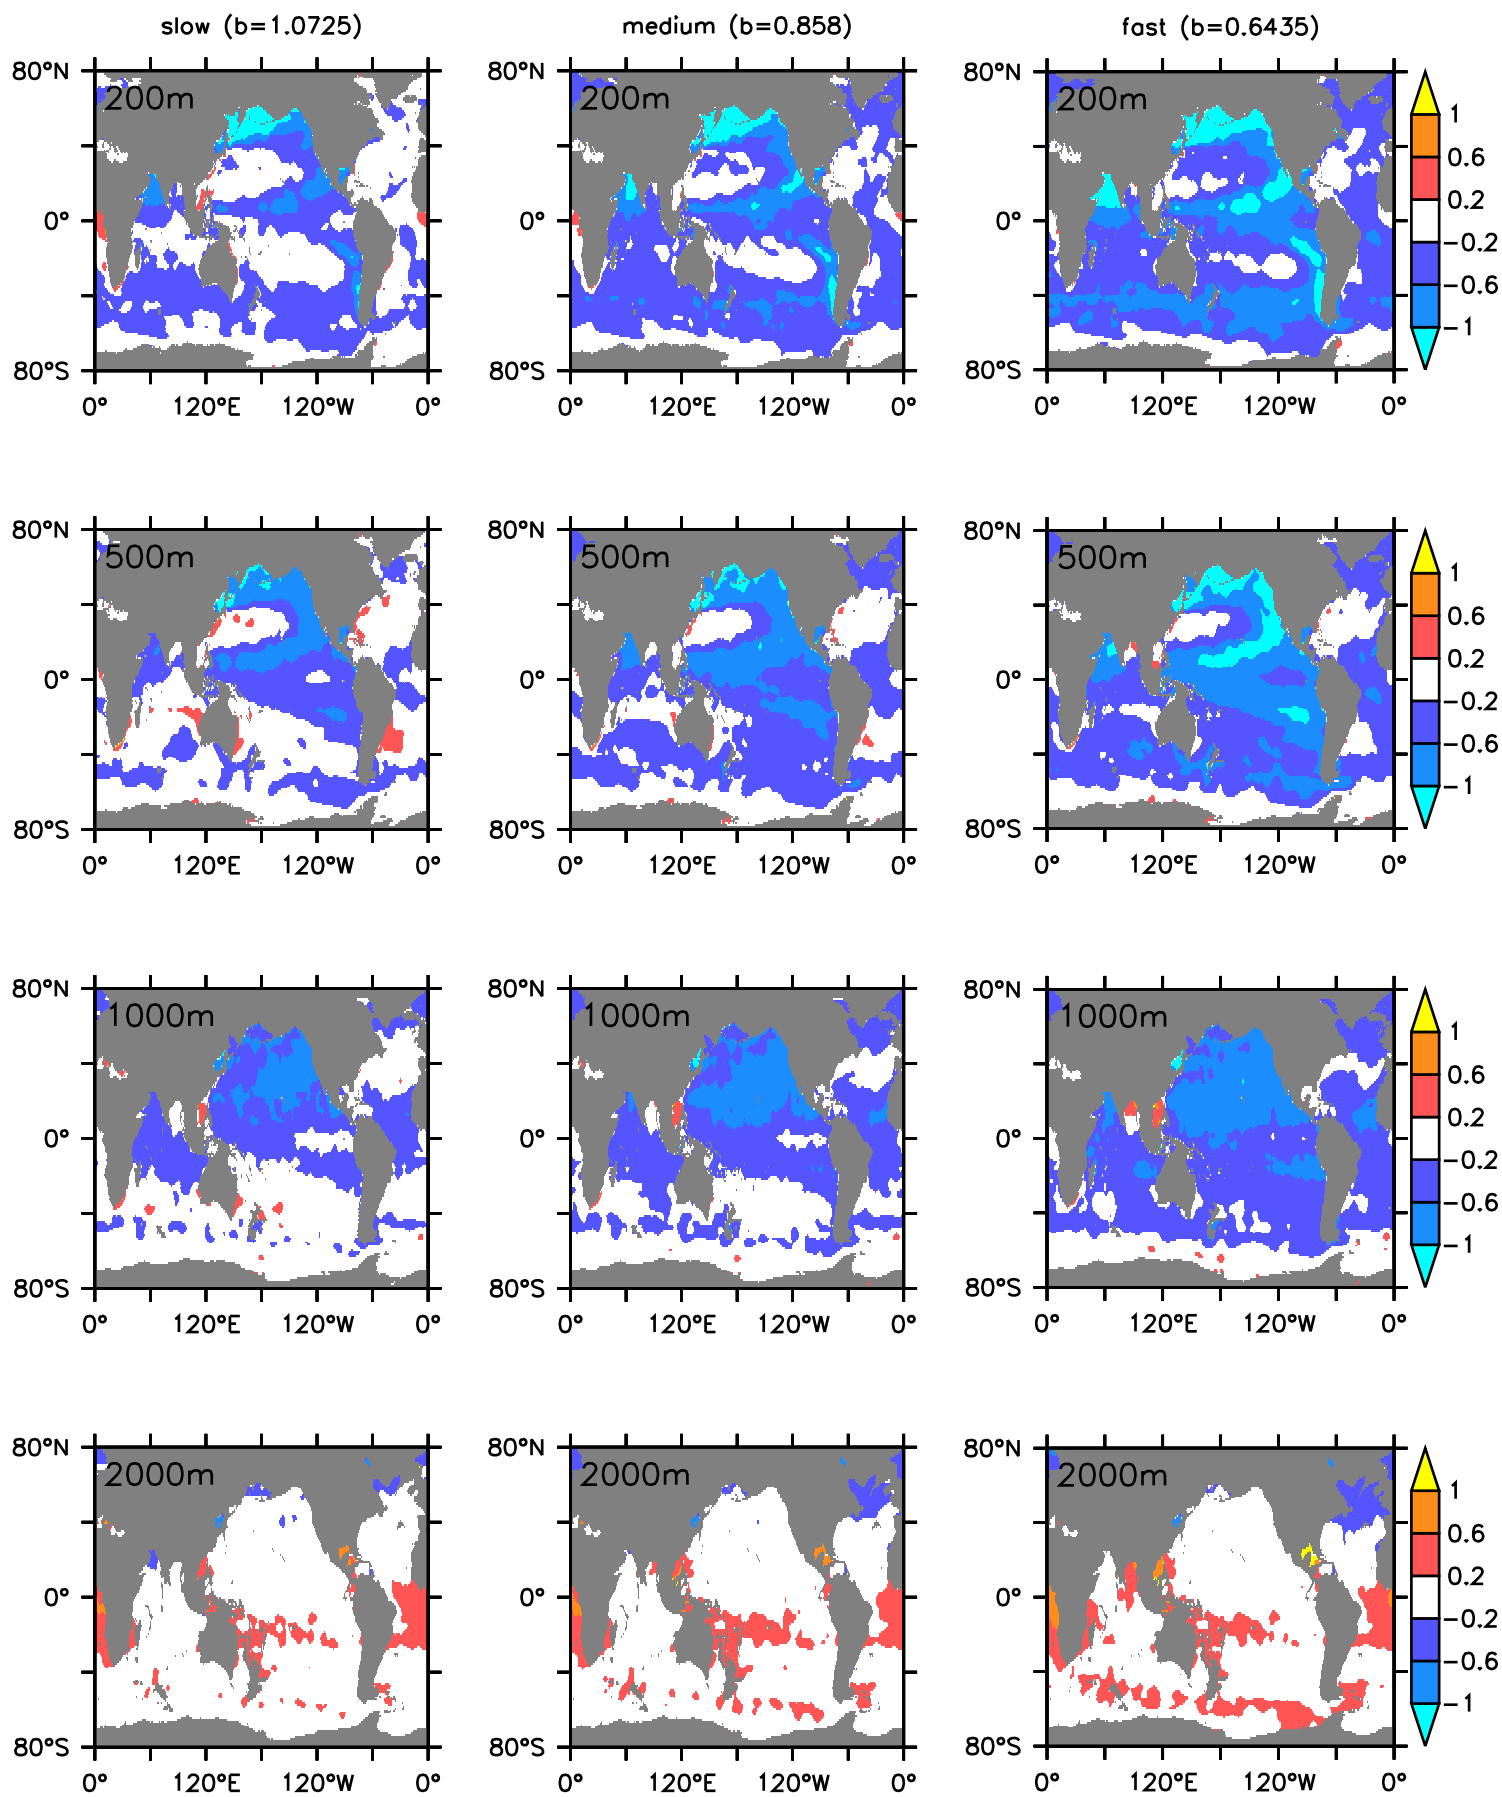 slow (b=1.0725) medium (b=0.858) fast (b=0.6435)
80°N 200m 80°N 200m 80°N 200m 1
0.6
0.2
0° 0° 0° −0.2
−0.6
−1
80°S 80°S 80°S
0° 120°E 120°W 0° 0° 120°E 120°W 0° 0° 120°E 120°W 0°
80°N 500m 80°N 500m 80°N 500m 1
0.6
0.2
0° 0° 0° −0.2
−0.6
−1
80°S 80°S 80°S
0° 120°E 120°W 0° 0° 120°E 120°W 0° 0° 120°E 120°W 0°
80°N 1000m 80°N 1000m 80°N 1000m 1
0.6
0.2
0° 0° 0° −0.2
−0.6
−1
80°S 80°S 80°S
0° 120°E 120°W 0° 0° 120°E 120°W 0° 0° 120°E 120°W 0°
80°N 2000m 80°N 2000m 80°N 2000m 1
0.6
0.2
0° 0° 0° −0.2
−0.6
−1
80°S 80°S 80°S
0° 120°E 120°W 0° 0° 120°E 120°W 0° 0° 120°E 120°W 0°